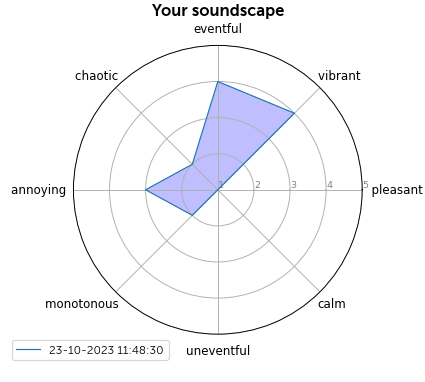 Your soundscape
eventful
chaotic
vibrant
annoying
1 2 3 4 5
pleasant
monotonous
calm
uneventful
23-10-2023 11:48:30